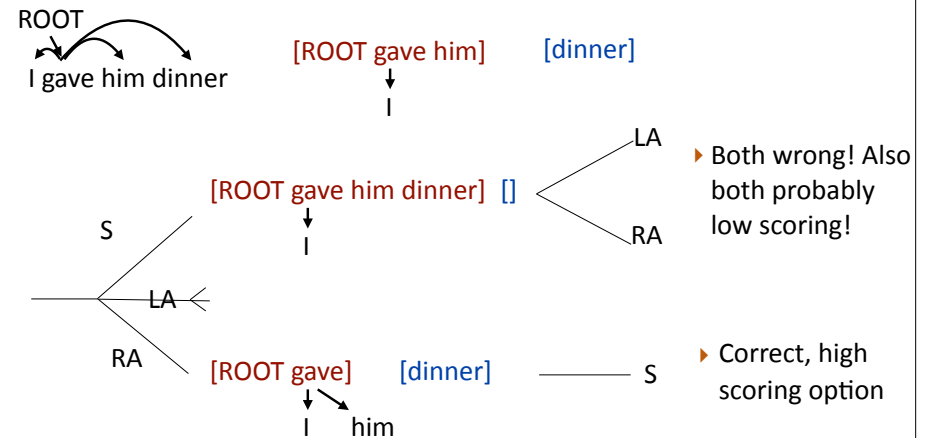 ROOT
I gave him dinner
[ROOT gave him] [dinner]
I
LA
[ROOT gave him dinner] []
I
RA
Both wrong! Also
both probably
low scoring!
S
LA
RA
[ROOT gave] [dinner]
I him
S
Correct, high
scoring option